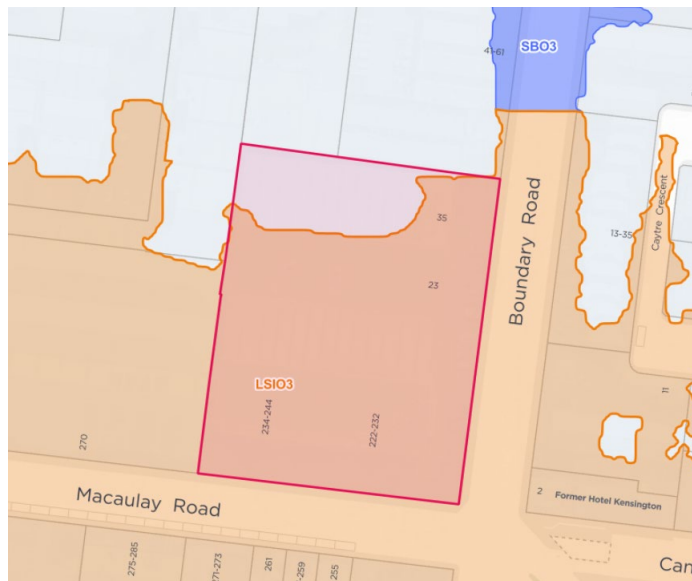 41-61
SBO3
35
23
Boundary Road
13-35
Caytre Crescent
LSIO3
234-244
222-232
270
11
Macaulay Road
2
Former Hotel Kensington
275-285
271-273
261
-259
255
Can